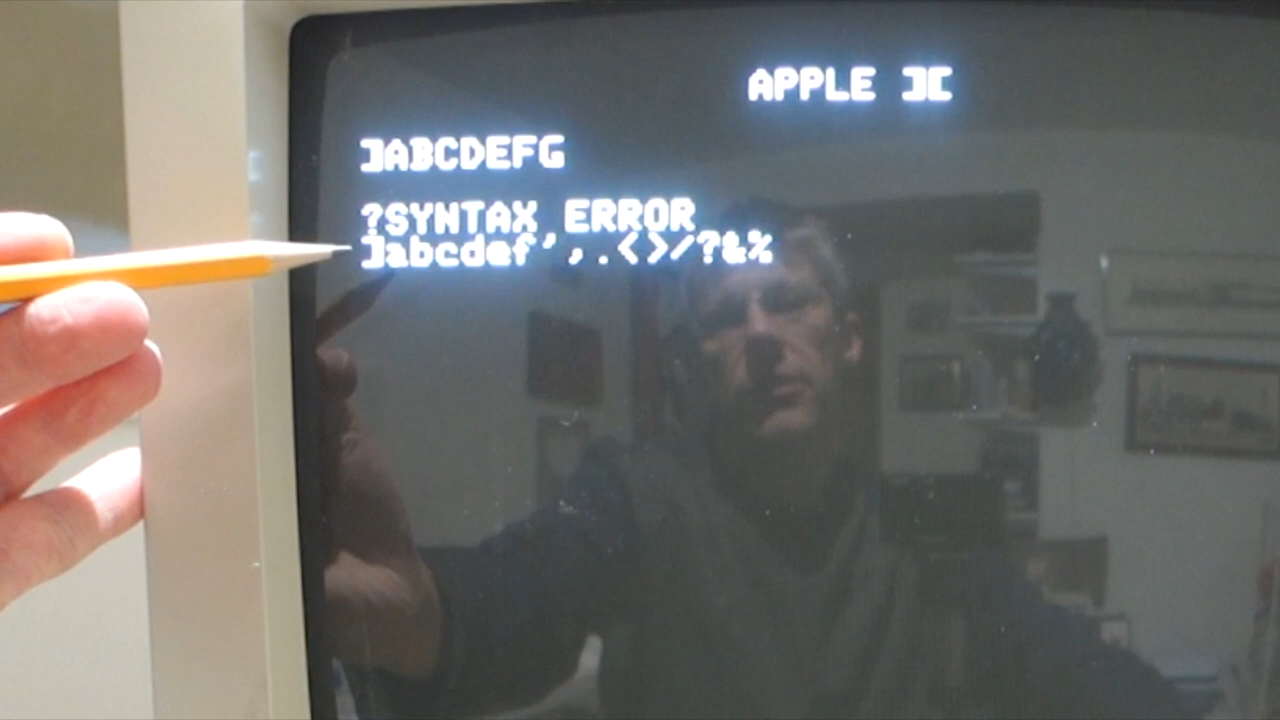 APPLE ][
]ABCDEFG
?SYNTAX ERROR
]abcdef',.<>/?&%